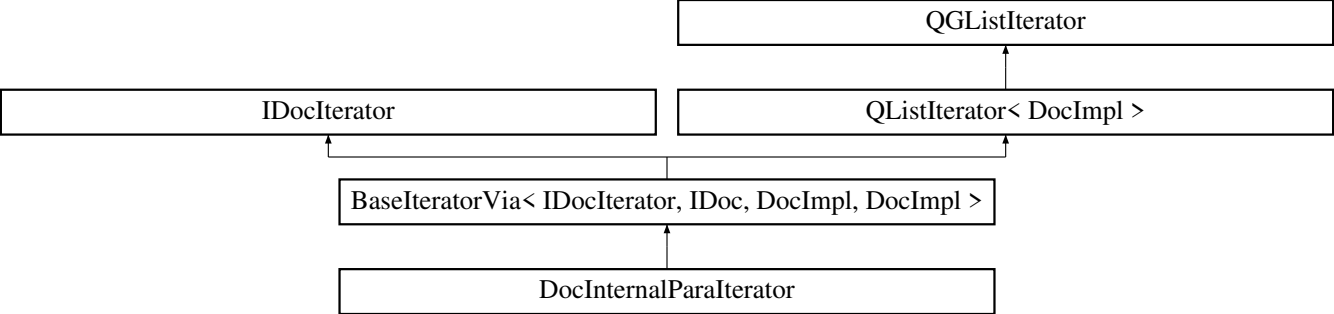 QGListIterator
IDocIterator
QListIterator< DocImpl >
BaseIteratorVia< IDocIterator, IDoc, DocImpl, DocImpl >
DocInternalParaIterator